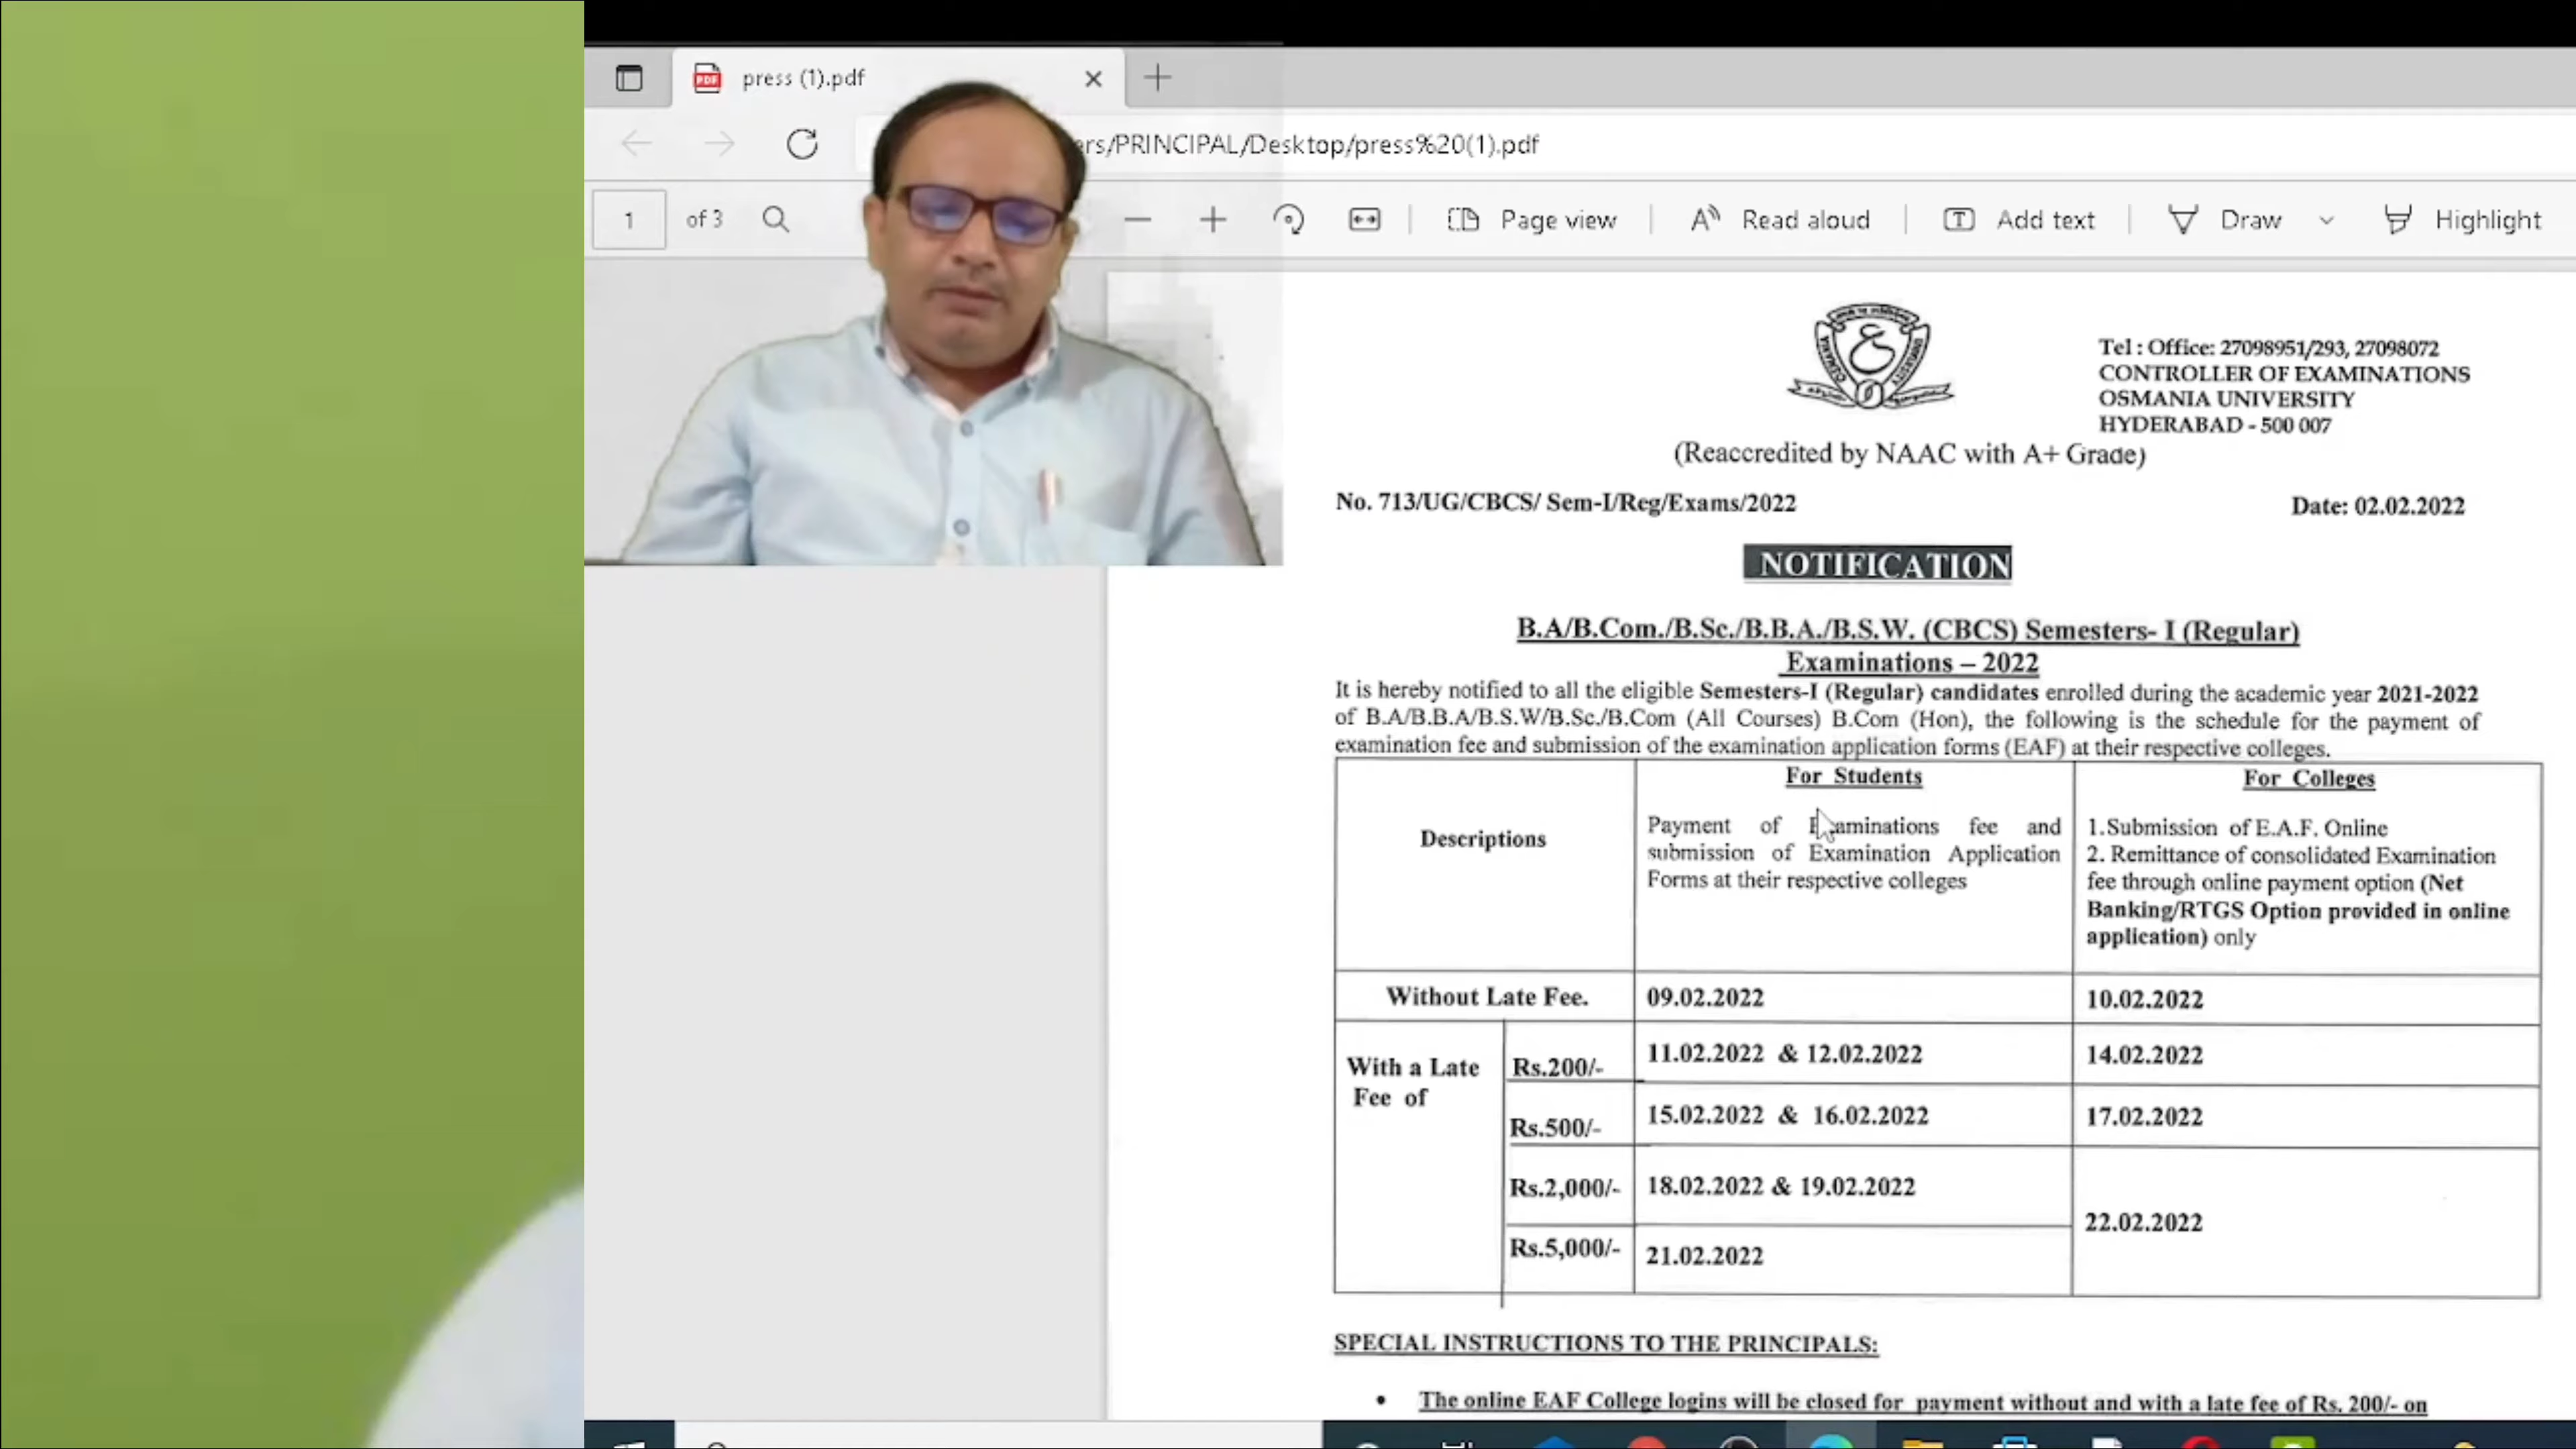 press (1).pdf
ers/PRINCIPAL/Desktop/press%20(1).pdf
1 of 3 Page view Read aloud Add text Draw Highlight
Tel : Office: 27098951/293, 27098072
CONTROLLER OF EXAMINATIONS
OSMANIA UNIVERSITY
HYDERABAD - 500 007
(Reaccredited by NAAC with A+ Grade)
No. 713/UG/CBCS/ Sem-I/Reg/Exams/2022 Date: 02.02.2022
NOTIFICATION
B.A/B.Com./B.Sc./B.B.A./B.S.W. (CBCS) Semesters- I (Regular)
Examinations – 2022
It is hereby notified to all the eligible Semesters-I (Regular) candidates enrolled during the academic year 2021-2022
of B.A/B.B.A/B.S.W/B.Sc./B.Com (All Courses) B.Com (Hon), the following is the schedule for the payment of
examination fee and submission of the examination application forms (EAF) at their respective colleges.
Descriptions
For Students
Payment of Examinations fee and
submission of Examination Application
Forms at their respective colleges
For Colleges
1.Submission of E.A.F. Online
2. Remittance of consolidated Examination
fee through online payment option (Net
Banking/RTGS Option provided in online
application) only
Without Late Fee. 09.02.2022 10.02.2022
With a Late
Fee of
Rs.200/- 11.02.2022 & 12.02.2022 14.02.2022
Rs.500/- 15.02.2022 & 16.02.2022 17.02.2022
Rs.2,000/- 18.02.2022 & 19.02.2022 22.02.2022
Rs.5,000/- 21.02.2022
SPECIAL INSTRUCTIONS TO THE PRINCIPALS:
• The online EAF College logins will be closed for payment without and with a late fee of Rs. 200/- on